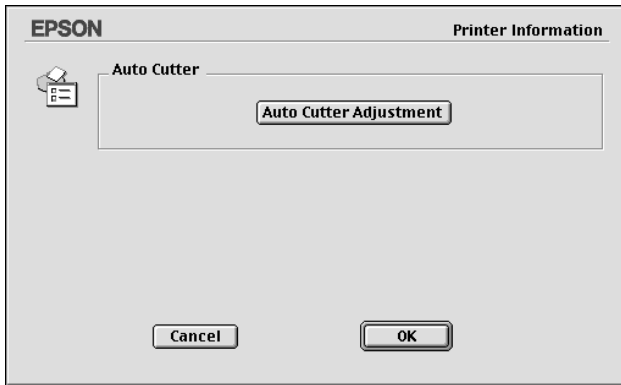 EPSON Printer Information
Auto Cutter
Auto Cutter Adjustment
Cancel OK